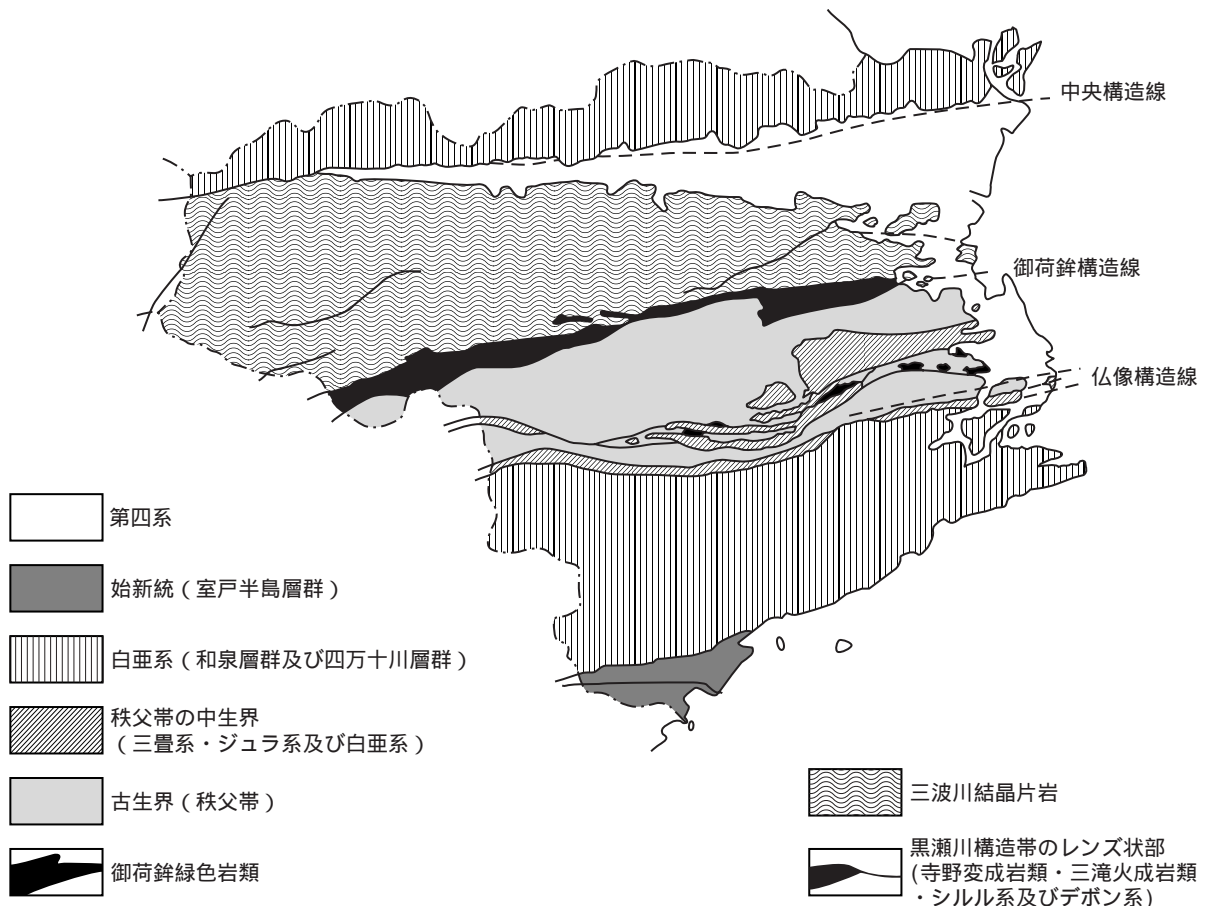 中央構造線
御荷鉾構造線
仏像構造線
第四系
始新統（室戸半島層群）
白亜系（和泉層群及び四万十川層群）
秩父帯の中生界
（三畳系・ジュラ系及び白亜系）
古生界（秩父帯）
御荷鉾緑色岩類
三波川結晶片岩
黒瀬川構造帯のレンズ状部
(寺野変成岩類・三滝火成岩類
・シルル系及びデボン系）